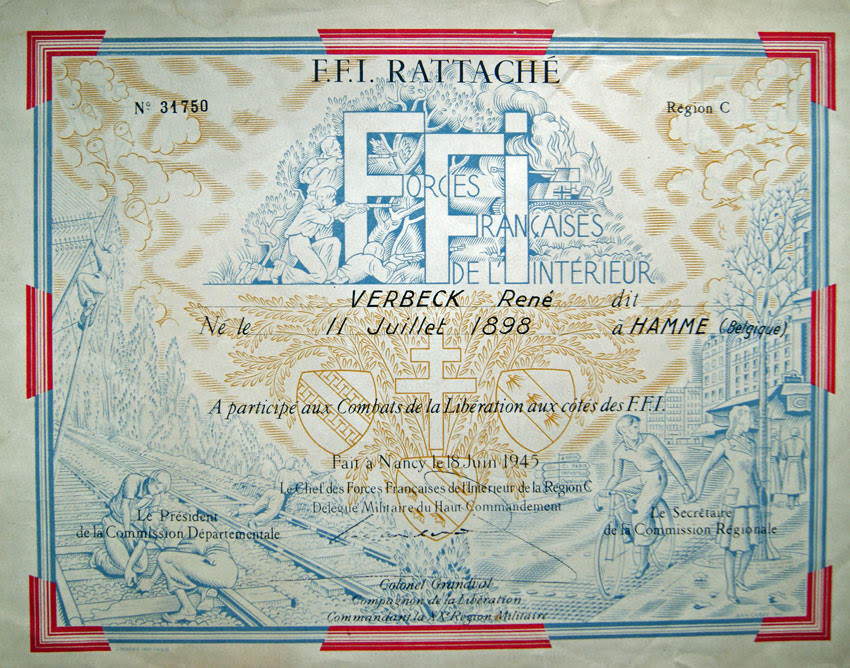 F.F.I. RATTACHÉ
Nº 31750
Région C
FFI
FORCES
FRANÇAISES
DE L'INTÉRIEUR
VERBECK René dit
Né le 11 Juillet 1898 à HAMME (Belgique)
A participé aux Combats de la Libération aux côtés des F.F.I.
Fait à Nancy le 18 Juin 1945
Le Chef des Forces Françaises de l'Intérieur de la Région C
Délégué Militaire du Haut Commandement
Le Président
de la Commission Départementale
Le Secrétaire
de la Commission Régionale
Colonel Grandval
Compagnon de la Libération
Commandant la XXe Région Militaire